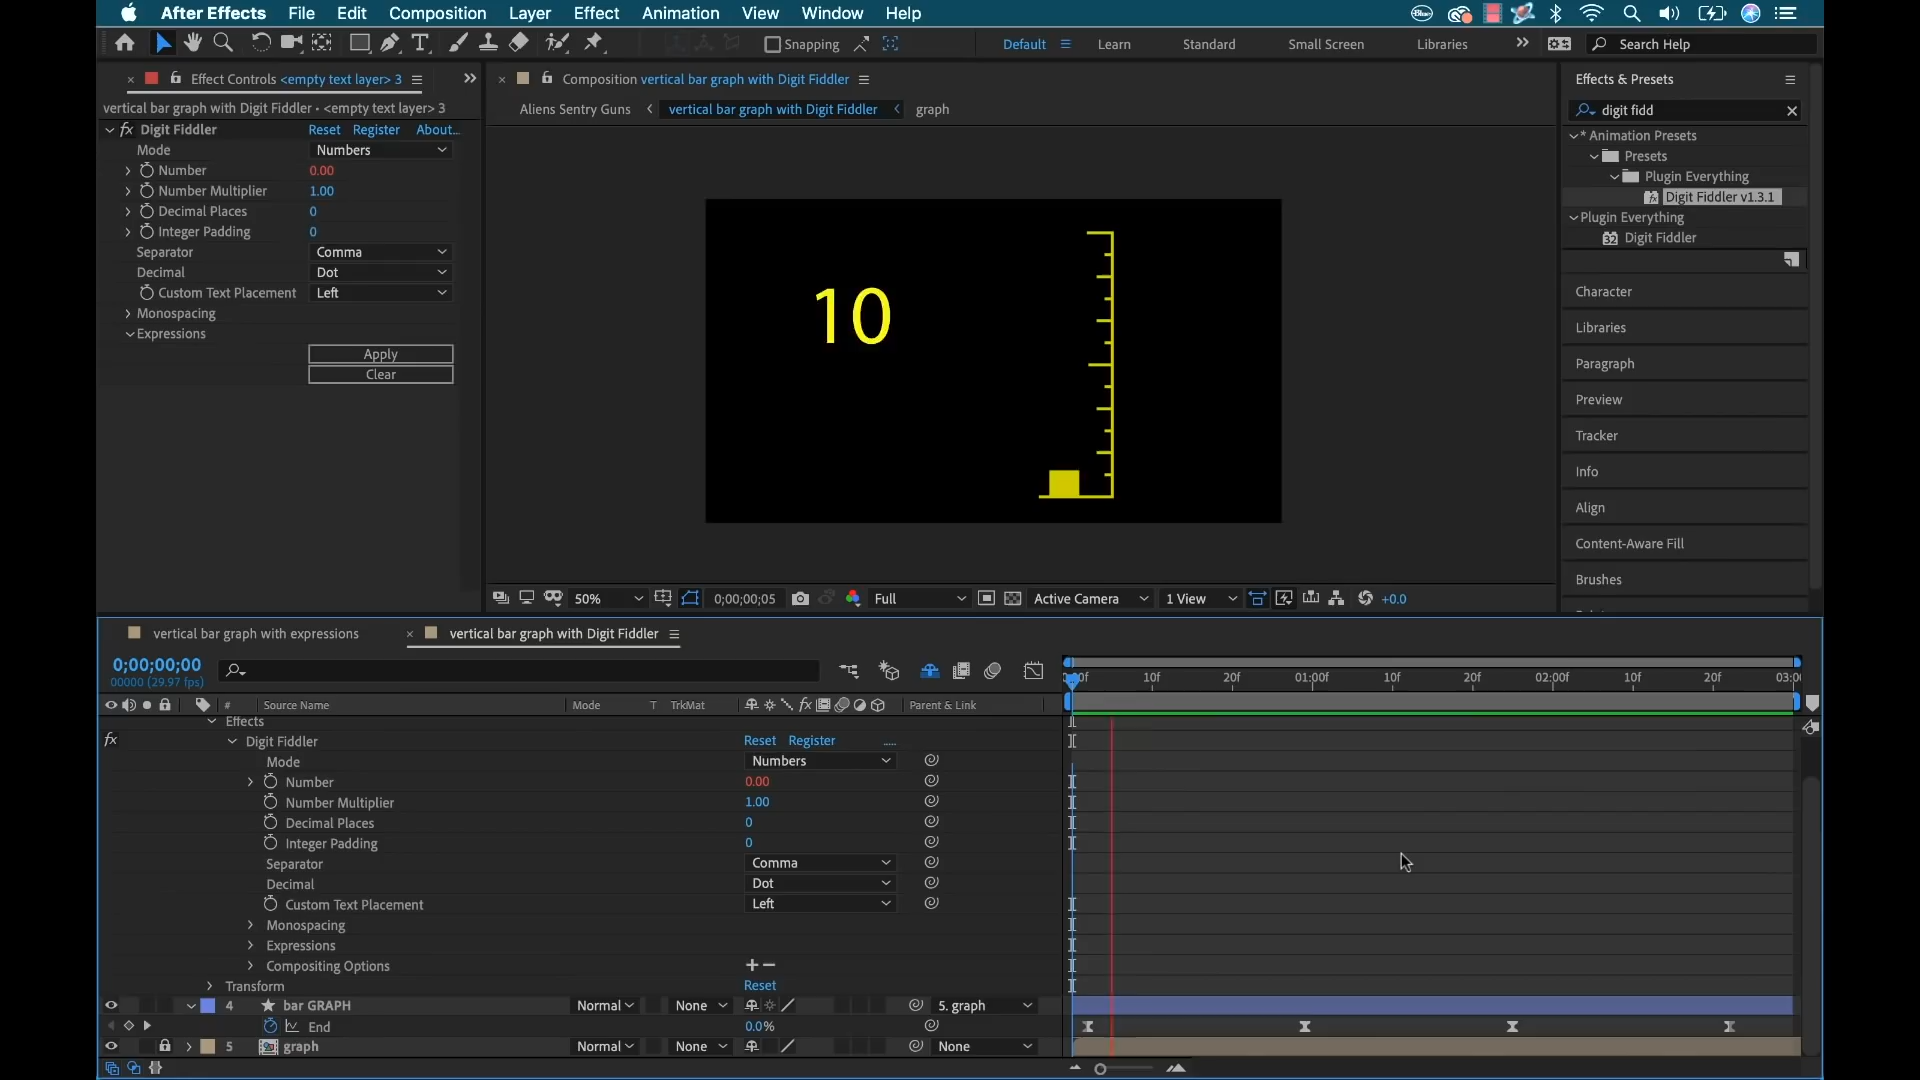 After Effects File Edit Composition Layer Effect Animation View Window Help
Snapping Default Learn Standard Small Screen Libraries Search Help
Effect Controls <empty text layer> 3
vertical bar graph with Digit Fiddler • <empty text layer> 3
fx Digit Fiddler Reset Register About...
Mode Numbers
Number 0.00
Number Multiplier 1.00
Decimal Places 0
Integer Padding 0
Separator Comma
Decimal Dot
Custom Text Placement Left
Monospacing
Expressions
Apply
Clear
Composition vertical bar graph with Digit Fiddler
Aliens Sentry Guns vertical bar graph with Digit Fiddler graph
10
50% 0;00;00;05 Full Active Camera 1 View +0.0
Effects & Presets
digit fidd
* Animation Presets
Presets
Plugin Everything
Digit Fiddler v1.3.1
Plugin Everything
32 Digit Fiddler
Character
Libraries
Paragraph
Preview
Tracker
Info
Align
Content-Aware Fill
Brushes
vertical bar graph with expressions vertical bar graph with Digit Fiddler
0;00;00;00
00000 (29.97 fps)
10f 20f 01:00f 10f 20f 02:00f 10f 20f
# Source Name Mode T TrkMat fx Parent & Link
Effects
fx Digit Fiddler Reset Register .....
Mode Numbers
Number 0.00
Number Multiplier 1.00
Decimal Places 0
Integer Padding 0
Separator Comma
Decimal Dot
Custom Text Placement Left
Monospacing
Expressions
Compositing Options + −
Transform Reset
4 bar GRAPH Normal None 5. graph
End 0.0%
5 graph Normal None None